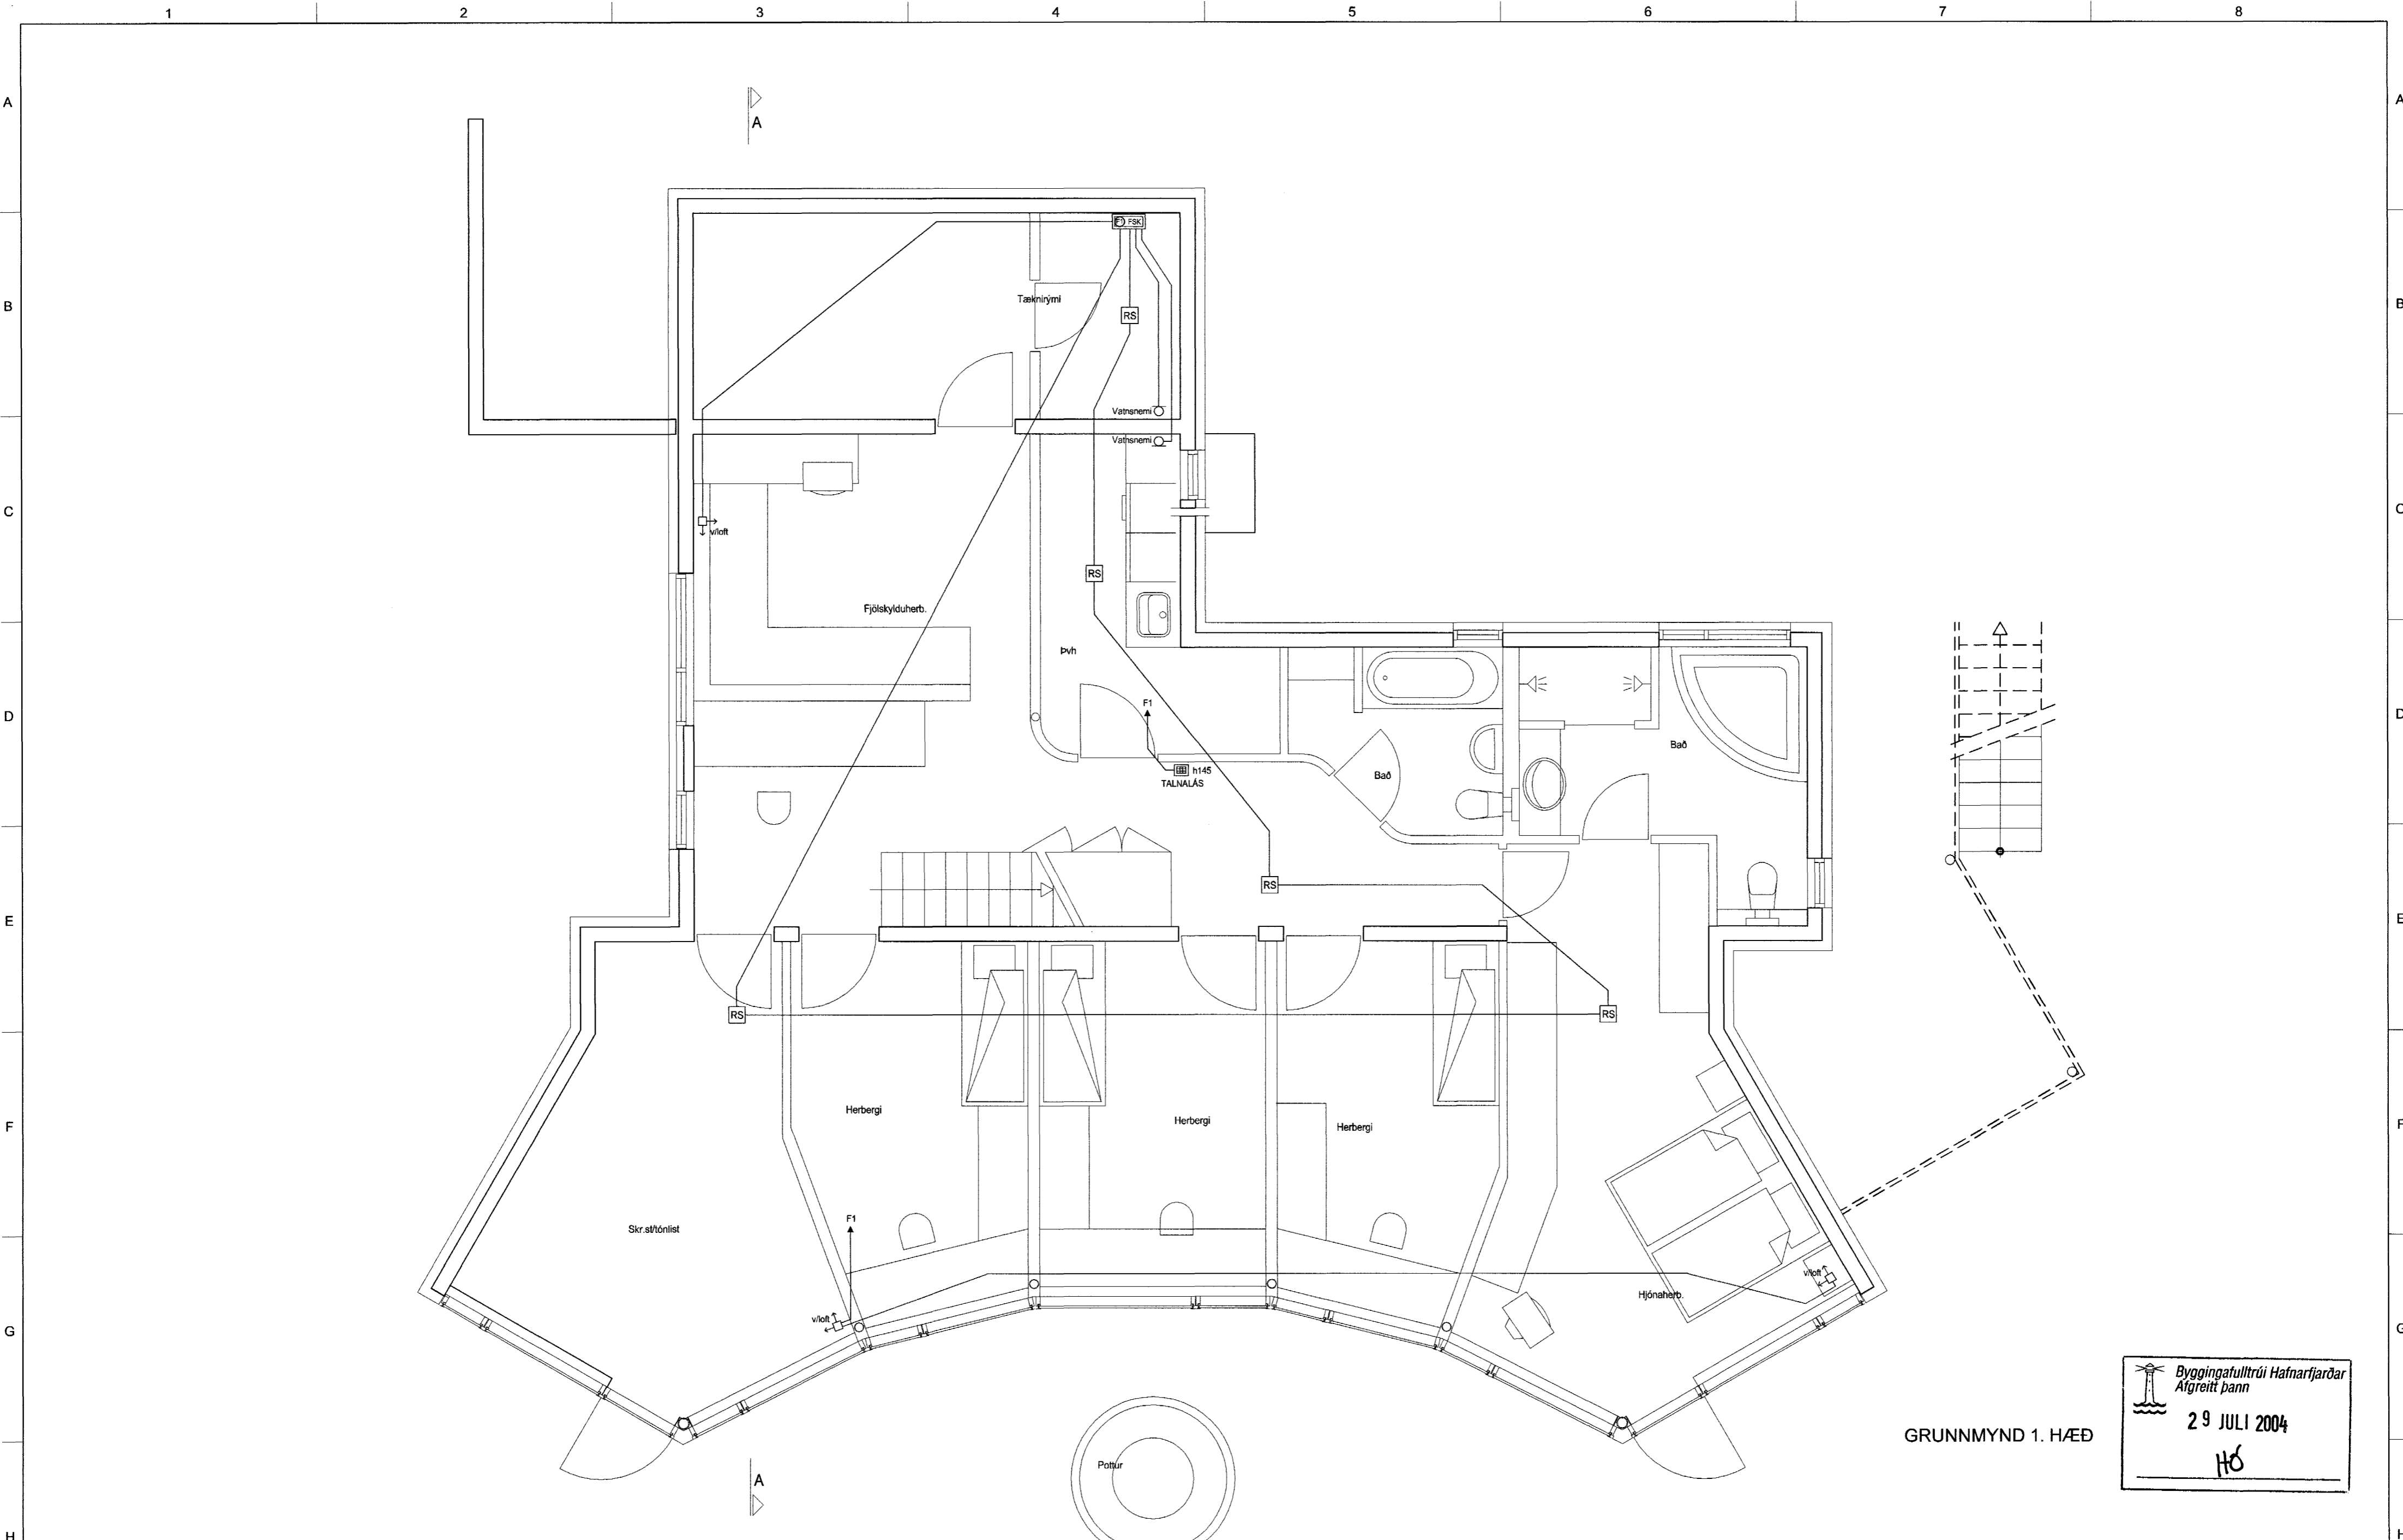 1 2 3 4 5 6 7 8
A A
A
F1 FSK
B B
Tæknirými
RS
Vatnsnemi
Vatnsnemi
C C
v/loft
RS
Fjölskylduherb.
Þvh
F1
D D
Bað
h145
TALNALÁS
Bað
RS
E E
RS RS
Herbergi
F F
Herbergi
Herbergi
F1
Skr.st/tónlist
v/loft
Hjónaherb.
v/loft
G G
Byggingafulltrúi Hafnarfjarðar
Afgreitt þann
29 JULI 2004
HÓ
GRUNNMYND 1. HÆÐ
Pottur
A
H H